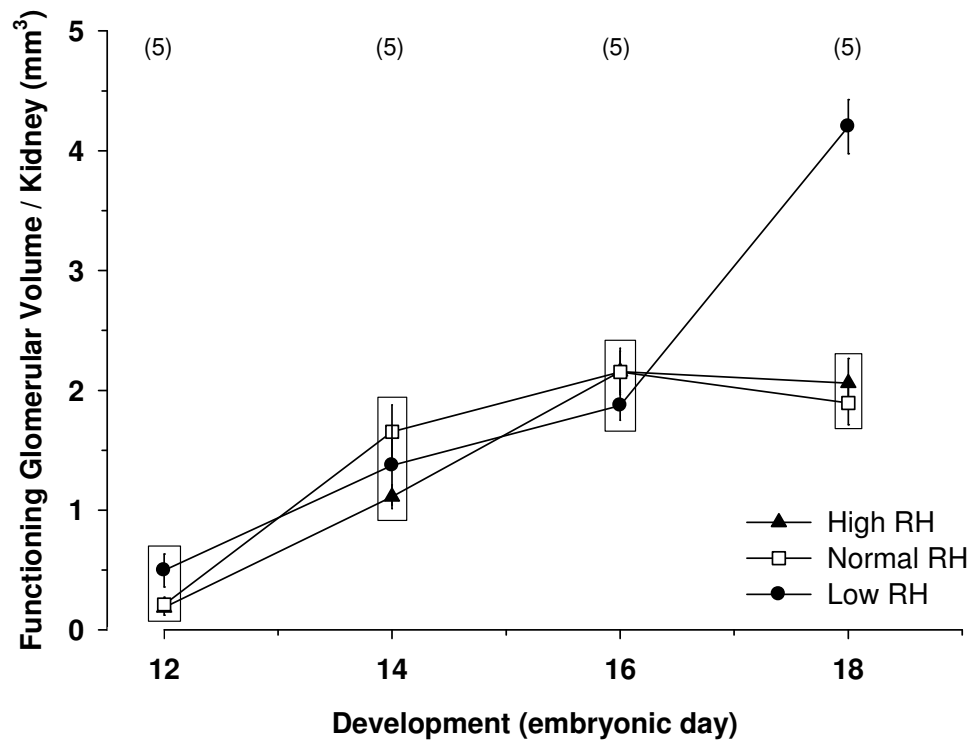 Functioning Glomerular Volume / Kidney (mm³)
5
4
3
2
1
0
(5) (5) (5) (5)
High RH
Normal RH
Low RH
12 14 16 18
Development (embryonic day)